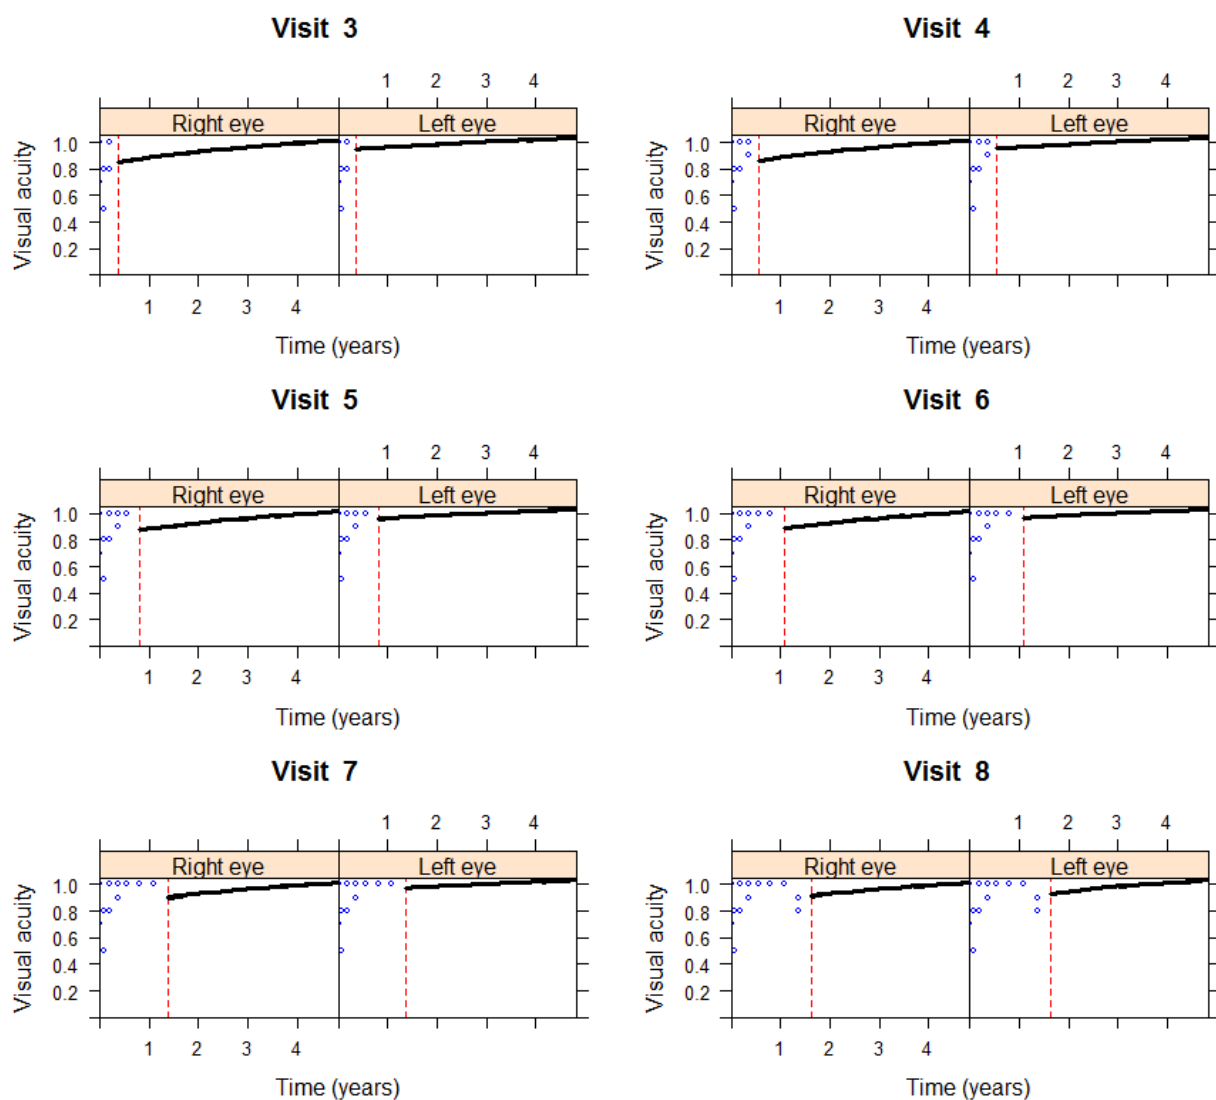 Visit 3
1 2 3 4
Right eye Left eye
Visual acuity
1.0
0.8
0.6
0.4
0.2
1 2 3 4
Time (years)
Visit 4
1 2 3 4
Right eye Left eye
Visual acuity
1.0
0.8
0.6
0.4
0.2
1 2 3 4
Time (years)
Visit 5
1 2 3 4
Right eye Left eye
Visual acuity
1.0
0.8
0.6
0.4
0.2
1 2 3 4
Time (years)
Visit 6
1 2 3 4
Right eye Left eye
Visual acuity
1.0
0.8
0.6
0.4
0.2
1 2 3 4
Time (years)
Visit 7
1 2 3 4
Right eye Left eye
Visual acuity
1.0
0.8
0.6
0.4
0.2
1 2 3 4
Time (years)
Visit 8
1 2 3 4
Right eye Left eye
Visual acuity
1.0
0.8
0.6
0.4
0.2
1 2 3 4
Time (years)